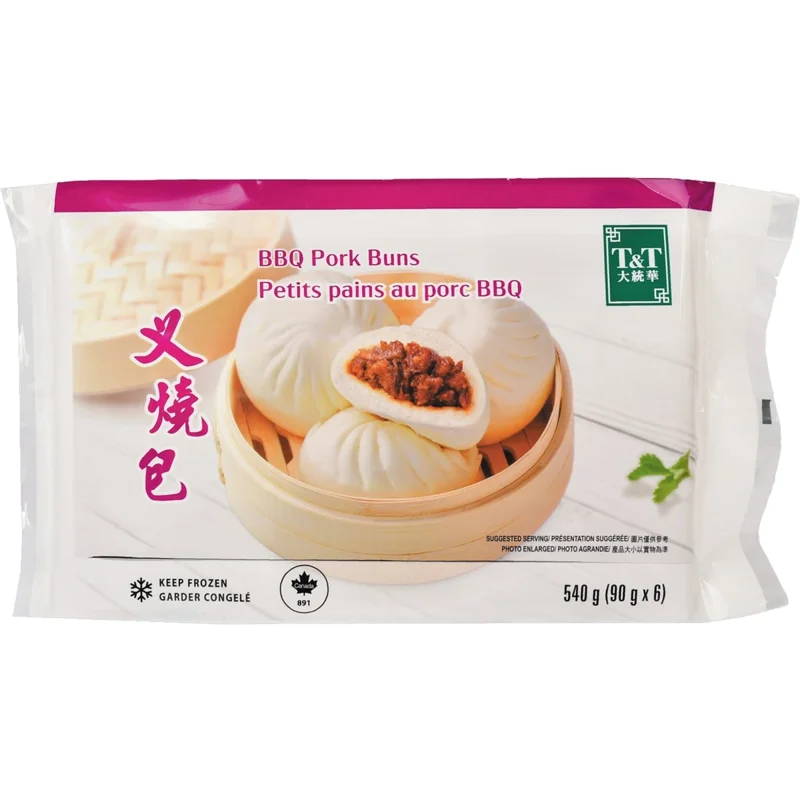 BBQ Pork Buns
Petits pains au porc BBQ
T&T
大統華
叉
燒
包
SUGGESTED SERVING/ PRÉSENTATION SUGGÉRÉE/ 圖片僅供參考
PHOTO ENLARGED/ PHOTO AGRANDIE/ 產品大小以實物為準
KEEP FROZEN
GARDER CONGELÉ
Canada
891
540 g (90 g x 6)